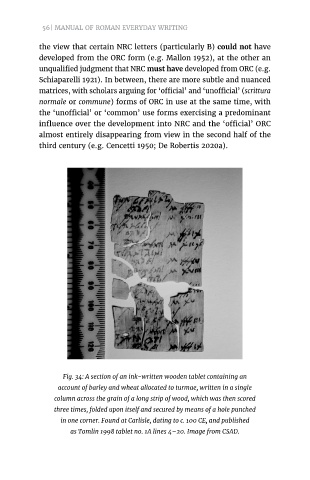 56| MANUAL OF ROMAN EVERYDAY WRITING
the view that certain NRC letters (particularly B) could not have
developed from the ORC form (e.g. Mallon 1952), at the other an
unqualified judgment that NRC must have developed from ORC (e.g.
Schiaparelli 1921). In between, there are more subtle and nuanced
matrices, with scholars arguing for ‘official’ and ‘unofficial’ (scrittura
normale or commune) forms of ORC in use at the same time, with
the ‘unofficial’ or ‘common’ use forms exercising a predominant
influence over the development into NRC and the ‘official’ ORC
almost entirely disappearing from view in the second half of the
third century (e.g. Cencetti 1950; De Robertis 2020a).
60
70
80
90
100
110
120
Fig. 34: A section of an ink-written wooden tablet containing an
account of barley and wheat allocated to turmae, written in a single
column across the grain of a long strip of wood, which was then scored
three times, folded upon itself and secured by means of a hole punched
in one corner. Found at Carlisle, dating to c. 100 CE, and published
as Tomlin 1998 tablet no. 1A lines 4–20. Image from CSAD.